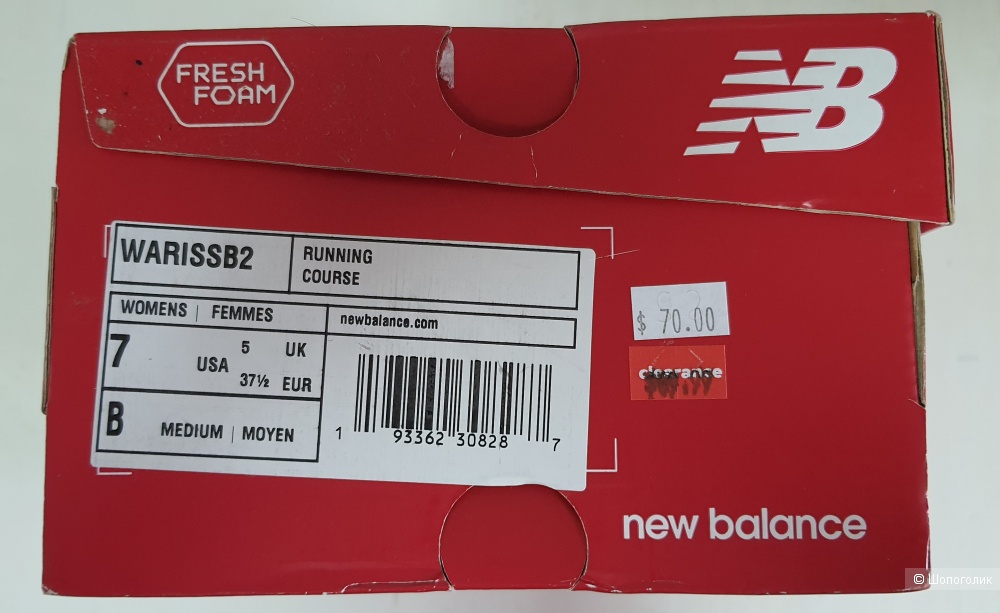 FRESH
FOAM
NB
WARISSB2
RUNNING
COURSE
WOMENS | FEMMES
newbalance.com
7 USA 5 UK
37½ EUR
B MEDIUM | MOYEN
1 93362 30828 7
$ 70.00
clearance
new balance
© Шопоголик